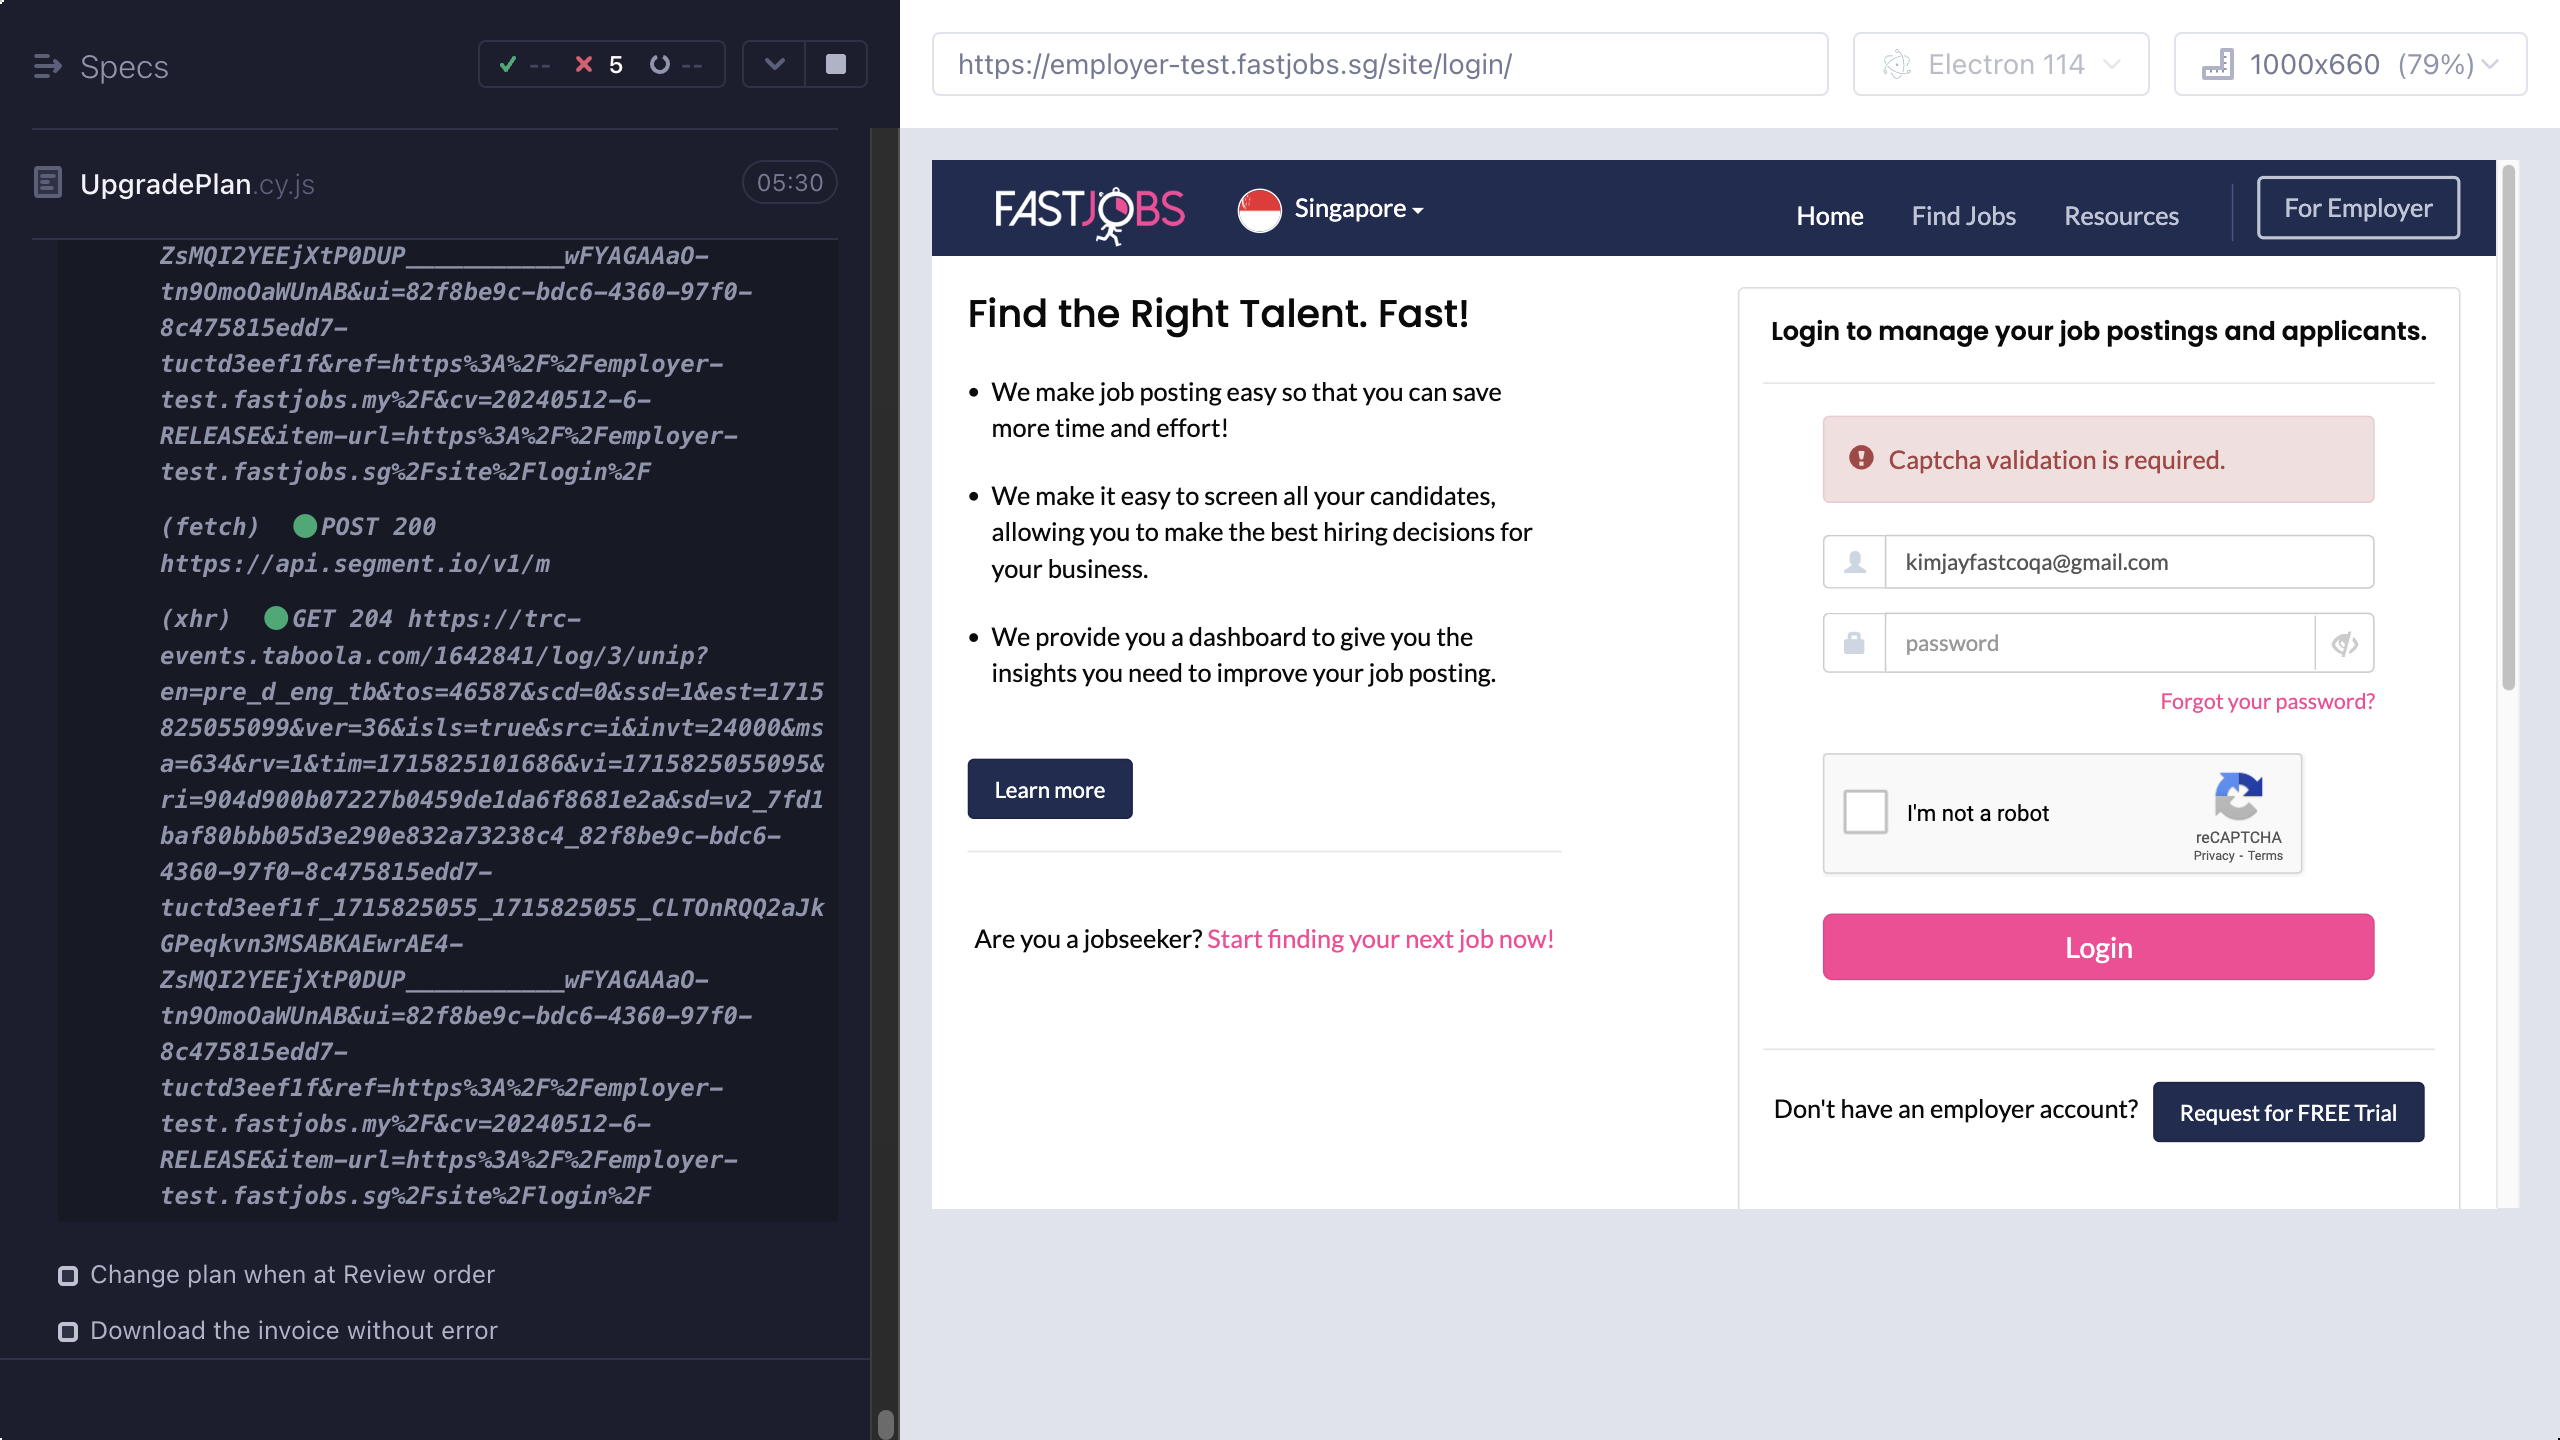 Specs
-- 5 --
UpgradePlan.cy.js
05:30
ZsMQI2YEEjXtP0DUP___________wFYAGAAaO-
tn9OmoOaWUnAB&ui=82f8be9c-bdc6-4360-97f0-
8c475815edd7-
tuctd3eef1f&ref=https%3A%2F%2Femployer-
test.fastjobs.my%2F&cv=20240512-6-
RELEASE&item-url=https%3A%2F%2Femployer-
test.fastjobs.sg%2Fsite%2Flogin%2F
(fetch) POST 200
https://api.segment.io/v1/m
(xhr) GET 204 https://trc-
events.taboola.com/1642841/log/3/unip?
en=pre_d_eng_tb&tos=46587&scd=0&ssd=1&est=1715
825055099&ver=36&isls=true&src=i&invt=24000&ms
a=634&rv=1&tim=1715825101686&vi=1715825055095&
ri=904d900b07227b0459de1da6f8681e2a&sd=v2_7fd1
baf80bbb05d3e290e832a73238c4_82f8be9c-bdc6-
4360-97f0-8c475815edd7-
tuctd3eef1f_1715825055_1715825055_CLTOnRQQ2aJk
GPeqkvn3MSABKAEwrAE4-
ZsMQI2YEEjXtP0DUP___________wFYAGAAaO-
tn9OmoOaWUnAB&ui=82f8be9c-bdc6-4360-97f0-
8c475815edd7-
tuctd3eef1f&ref=https%3A%2F%2Femployer-
test.fastjobs.my%2F&cv=20240512-6-
RELEASE&item-url=https%3A%2F%2Femployer-
test.fastjobs.sg%2Fsite%2Flogin%2F
Change plan when at Review order
Download the invoice without error
https://employer-test.fastjobs.sg/site/login/
Electron 114
1000x660 (79%)
FASTJOBS
Singapore
Home
Find Jobs
Resources
For Employer
Find the Right Talent. Fast!
• We make job posting easy so that you can save
more time and effort!
• We make it easy to screen all your candidates,
allowing you to make the best hiring decisions for
your business.
• We provide you a dashboard to give you the
insights you need to improve your job posting.
Learn more
Are you a jobseeker? Start finding your next job now!
Login to manage your job postings and applicants.
Captcha validation is required.
kimjayfastcoqa@gmail.com
password
Forgot your password?
I'm not a robot
reCAPTCHA
Privacy - Terms
Login
Don't have an employer account?
Request for FREE Trial